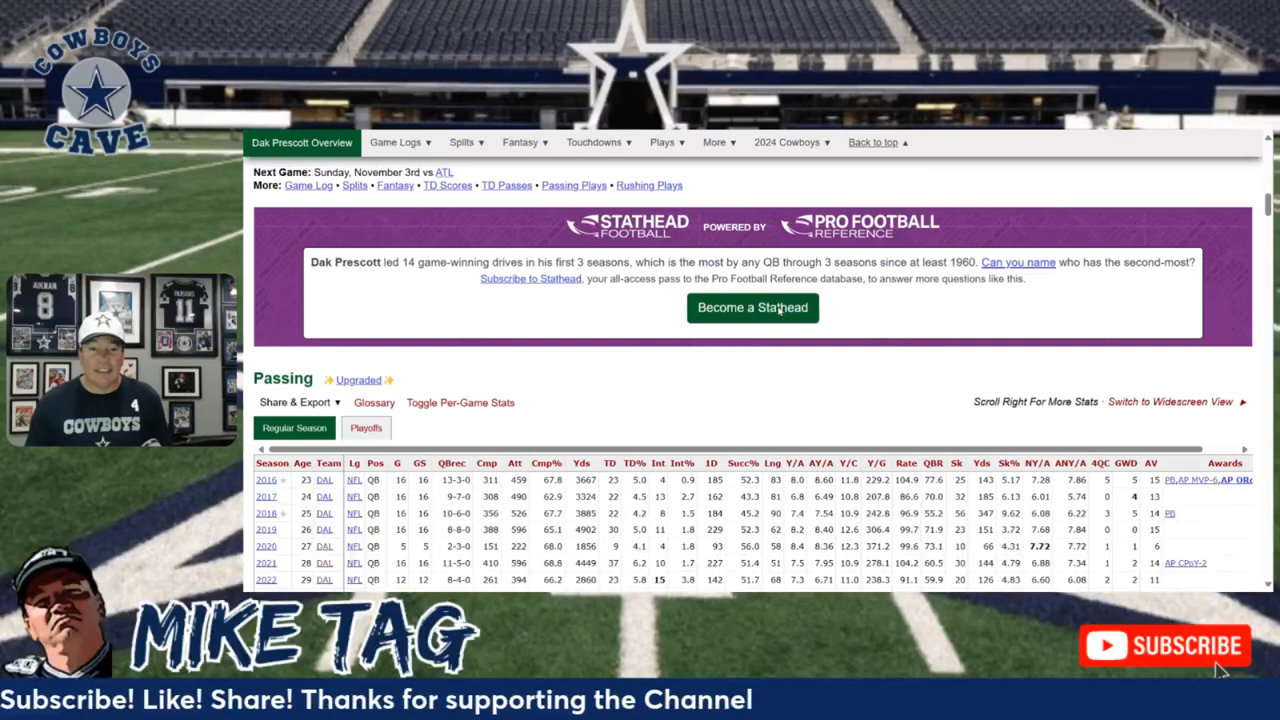 COWBOYS
CAVE
Dak Prescott Overview Game Logs ▼ Splits ▼ Fantasy ▼ Touchdowns ▼ Plays ▼ More ▼ 2024 Cowboys ▼ Back to top ▲
Next Game: Sunday, November 3rd vs ATL
More: Game Log • Splits • Fantasy • TD Scores • TD Passes • Passing Plays • Rushing Plays
STATHEAD FOOTBALL POWERED BY PRO FOOTBALL REFERENCE
Dak Prescott led 14 game-winning drives in his first 3 seasons, which is the most by any QB through 3 seasons since at least 1960. Can you name who has the second-most?
Subscribe to Stathead, your all-access pass to the Pro Football Reference database, to answer more questions like this.
Become a Stathead
Passing ✨ Upgraded ✨
Share & Export ▼ Glossary Toggle Per-Game Stats Scroll Right For More Stats · Switch to Widescreen View ►
Regular Season Playoffs
Season Age Team Lg Pos G GS QBrec Cmp Att Cmp% Yds TD TD% Int Int% 1D Succ% Lng Y/A AY/A Y/C Y/G Rate QBR Sk Yds Sk% NY/A ANY/A 4QC GWD AV Awards
2016 23 DAL NFL QB 16 16 13-3-0 311 459 67.8 3667 23 5.0 4 0.9 185 52.3 83 8.0 8.60 11.8 229.2 104.9 77.6 25 143 5.17 7.28 7.86 5 5 15 PB,AP MVP-6,AP ORo
2017 24 DAL NFL QB 16 16 9-7-0 308 490 62.9 3324 22 4.5 13 2.7 162 45.9 81 6.8 6.49 10.8 207.8 86.6 70.0 32 185 6.13 6.01 5.74 0 4 13
2018 25 DAL NFL QB 16 16 10-6-0 356 526 67.7 3885 22 4.2 8 1.5 184 45.2 90 7.4 7.54 10.9 242.8 96.9 55.2 56 347 9.62 6.08 6.22 3 5 14 PB
2019 26 DAL NFL QB 16 16 8-8-0 388 596 65.1 4902 30 5.0 11 1.8 229 52.3 62 8.2 8.40 12.6 306.4 99.7 71.9 23 151 3.72 7.68 7.84 0 0 15
2020 27 DAL NFL QB 5 5 2-3-0 151 222 68.0 1856 9 4.1 4 1.8 93 56.0 58 8.4 8.36 12.3 371.2 99.6 73.1 10 66 4.31 7.72 7.72 1 1 6
2021 28 DAL NFL QB 16 16 11-5-0 410 596 68.8 4449 37 6.2 10 1.7 227 51.4 51 7.5 7.95 10.9 278.1 104.2 60.5 30 144 4.79 6.88 7.34 1 2 14 AP CPoY-2
2022 29 DAL NFL QB 12 12 8-4-0 261 394 66.2 2860 23 5.8 15 3.8 142 51.7 68 7.3 6.71 11.0 238.3 91.1 59.9 20 126 4.83 6.60 6.08 2 2 11
AIKMAN
8
PARSONS
11
4
COWBOYS
MIKE TAG
SUBSCRIBE
Subscribe! Like! Share! Thanks for supporting the Channel